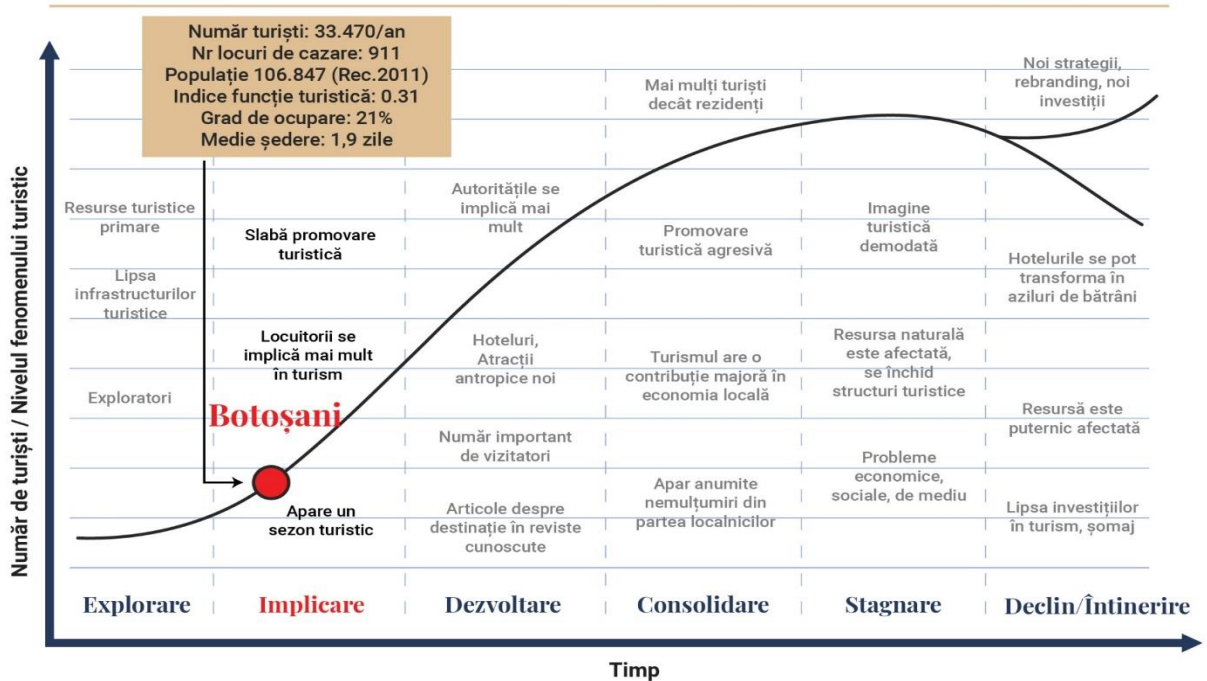 Număr turiști: 33.470/an
Nr locuri de cazare: 911
Populație 106.847 (Rec.2011)
Indice funcție turistică: 0.31
Grad de ocupare: 21%
Medie ședere: 1,9 zile
Număr de turiști / Nivelul fenomenului turistic
Resurse turistice
primare
Lipsa
infrastructurilor
turistice
Exploratori
Slabă promovare
turistică
Locuitorii se
implică mai mult
în turism
Botoșani
Apare un
sezon turistic
Autoritățile se
implică mai
mult
Hoteluri,
Atracții
antropice noi
Număr important
de vizitatori
Articole despre
destinație în reviste
cunoscute
Mai mulți turiști
decât rezidenți
Promovare
turistică agresivă
Turismul are o
contribuție majoră în
economia locală
Apar anumite
nemulțumiri din
partea localnicilor
Imagine
turistică
demodată
Resursa naturală
este afectată,
se închid
structuri turistice
Probleme
economice,
sociale, de mediu
Noi strategii,
rebranding, noi
investiții
Hotelurile se pot
transforma în
aziluri de bătrâni
Resursă este
puternic afectată
Lipsa investițiilor
în turism, șomaj
Explorare
Implicare
Dezvoltare
Consolidare
Stagnare
Declin/Întinerire
Timp